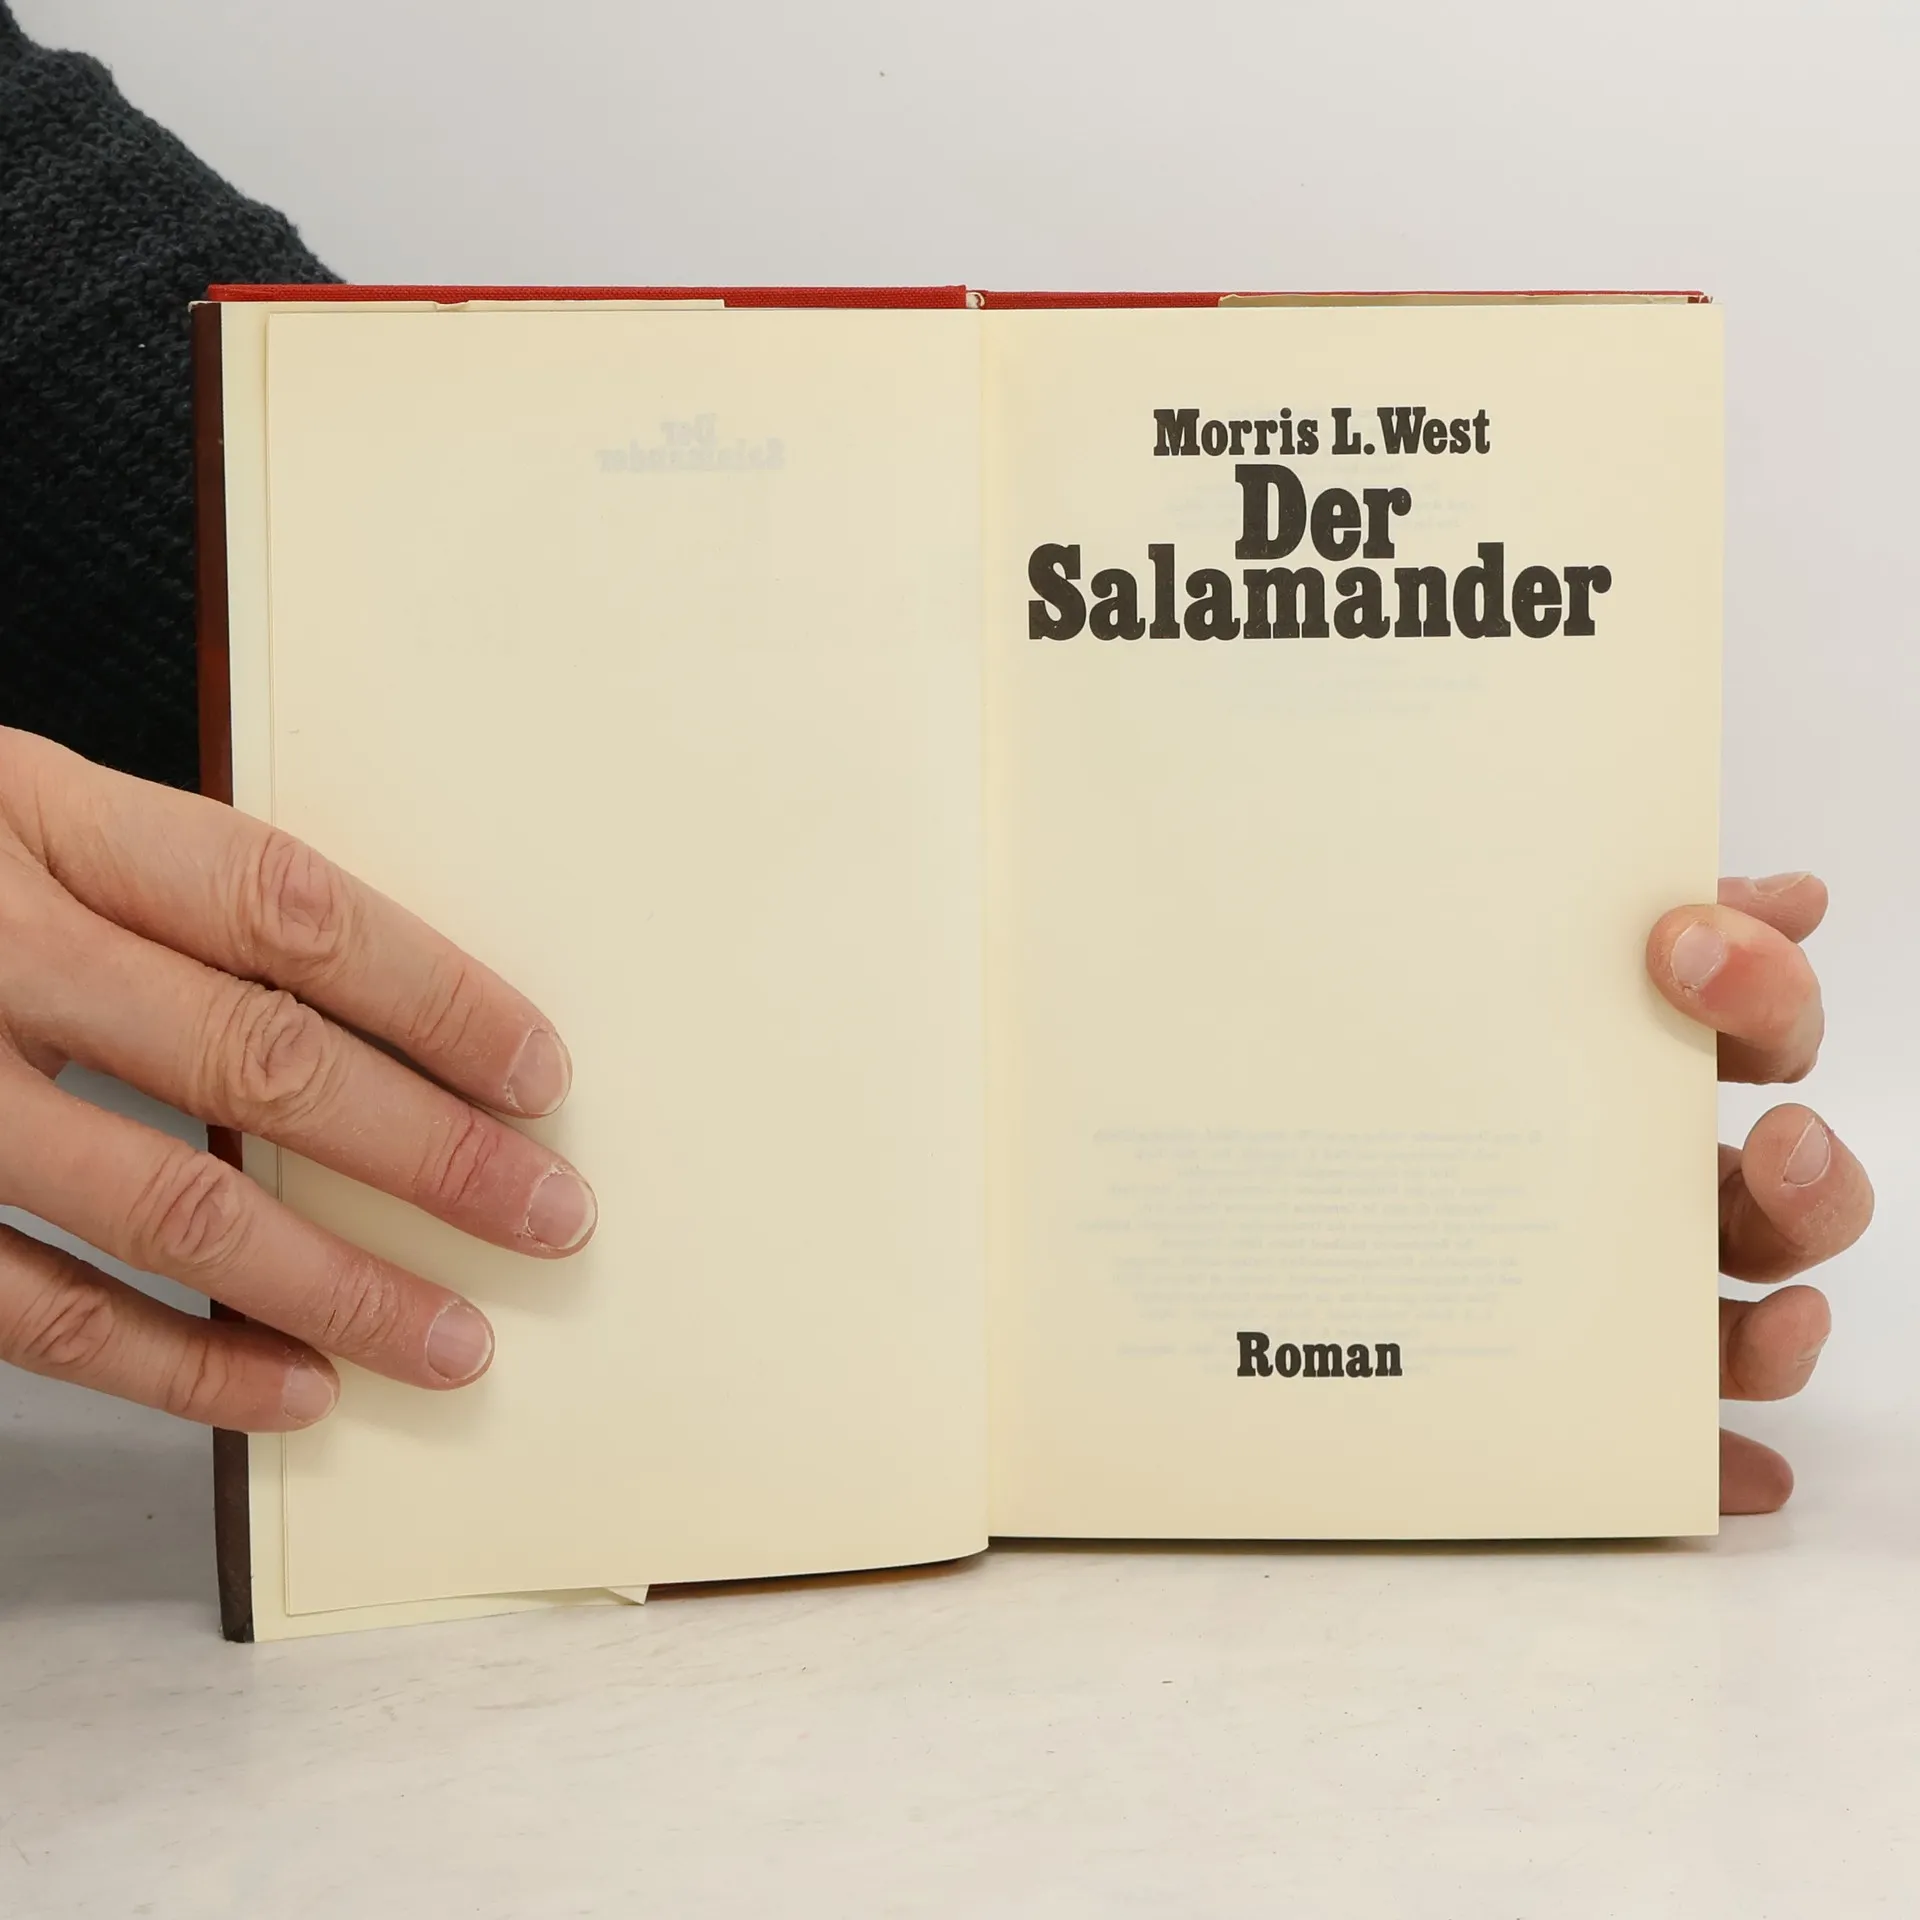 Morris L. West
Der
Salamander
Roman